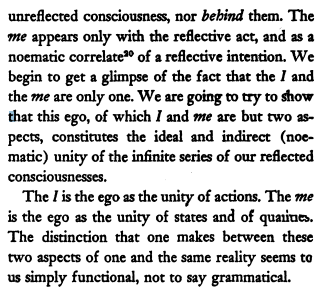 unreflected consciousness, nor behind them. The
me appears only with the reflective act, and as a
noematic correlate²⁰ of a reflective intention. We
begin to get a glimpse of the fact that the I and
the me are only one. We are going to try to show
that this ego, of which I and me are but two as-
pects, constitutes the ideal and indirect (noe-
matic) unity of the infinite series of our reflected
consciousnesses.
The I is the ego as the unity of actions. The me
is the ego as the unity of states and of
The distinction that one makes between these
two aspects of one and the same reality seems to
us simply functional, not to say grammatical.